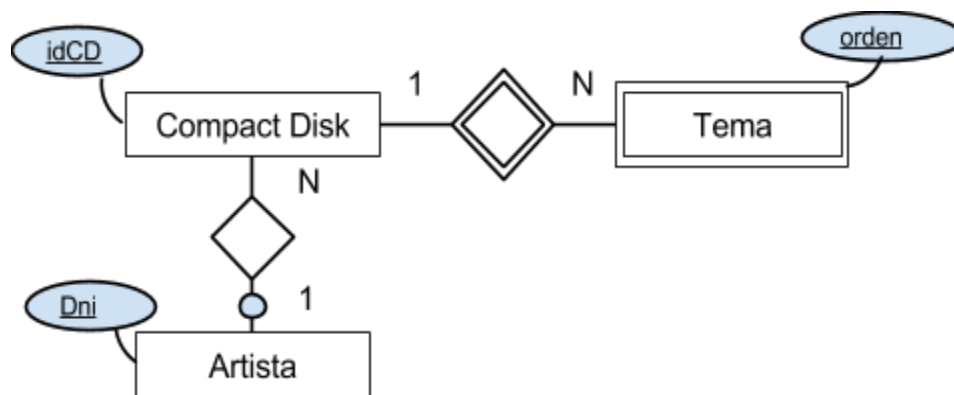 orden
idCD
1
N
Compact Disk
Tema
N
1
Dni
Artista